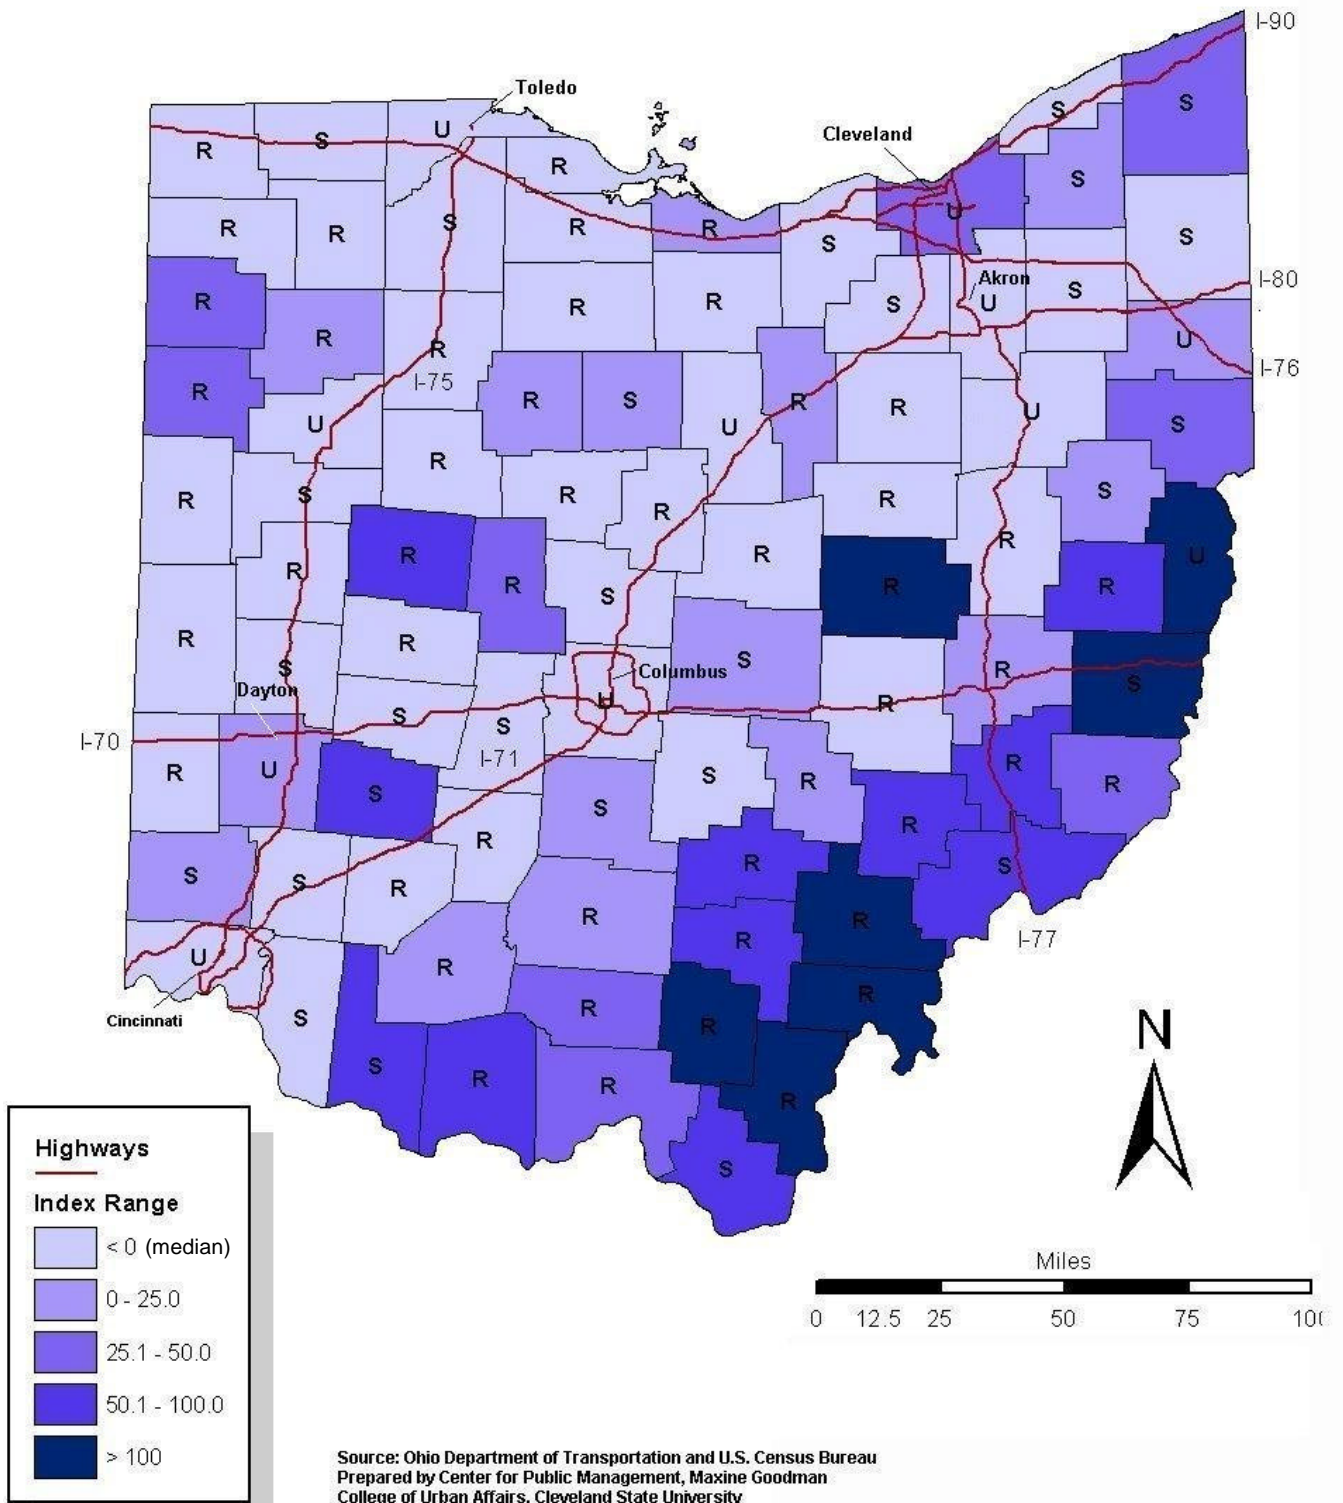 I-90
Toledo
S
S
Cleveland
U
S
R
R
S
R
U
R
R
S
R
R
S
S
I-80
Akron
R
R
R
R
S
U
S
R
R
U
I-76
I-75
R
R
S
R
R
U
U
U
S
R
R
S
R
R
R
S
R
R
R
R
R
R
R
R
U
R
S
R
R
S
R
S
Columbus
R
S
Dayton
U
R
S
S
I-70
I-71
R
U
S
S
R
R
R
S
S
R
R
R
S
S
S
R
R
R
U
R
R
I-77
R
R
Cincinnati
S
R
R
N
S
R
R
R
S
Highways
Index Range
< 0 (median)
0 - 25.0
25.1 - 50.0
50.1 - 100.0
> 100
Miles
0 12.5 25 50 75 100
Source: Ohio Department of Transportation and U.S. Census Bureau
Prepared by Center for Public Management, Maxine Goodman
College of Urban Affairs, Cleveland State University